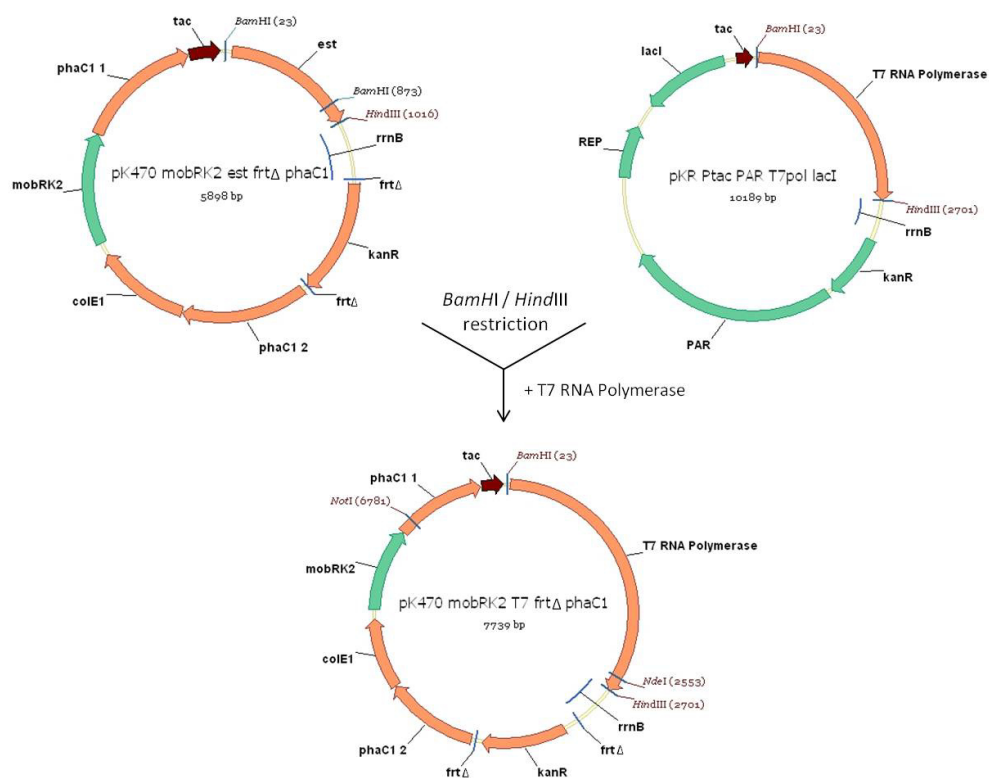 tac
BamHI (23)
est
phaC1 1
BamHI (873)
HindIII (1016)
rrnB
pK470 mobRK2 est frtΔ phaC1
5898 bp
mobRK2
frtΔ
kanR
colE1
frtΔ
phaC1 2
tac
BamHI (23)
lacI
T7 RNA Polymerase
REP
pKR Ptac PAR T7pol lacI
10189 bp
HindIII (2701)
rrnB
kanR
PAR
BamHI / HindIII
restriction
+ T7 RNA Polymerase
tac
BamHI (23)
phaC1 1
NotI (6781)
T7 RNA Polymerase
mobRK2
pK470 mobRK2 T7 frtΔ phaC1
7739 bp
colE1
NdeI (2553)
HindIII (2701)
rrnB
phaC1 2
frtΔ
frtΔ
kanR